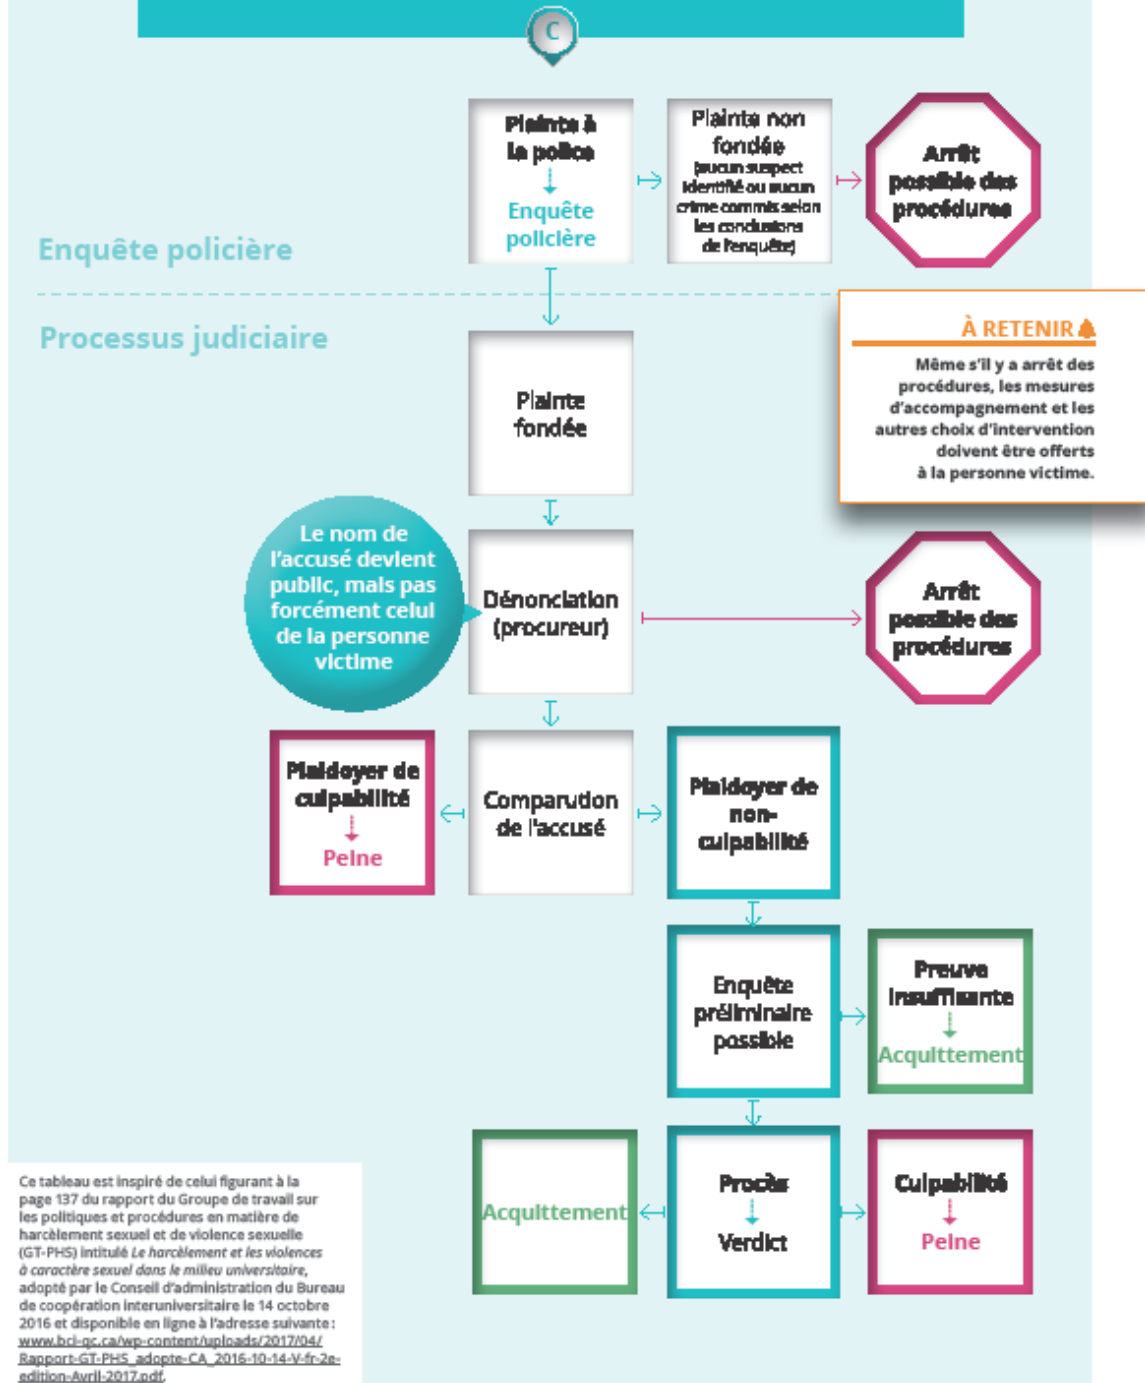 C
Plainte à
la police
Enquête
policière
Plainte non
fondée
(aucun suspect
identifié ou aucun
crime commis selon
les conclusions
de l'enquête)
Arrêt
possible des
procédures
Enquête policière
Processus judiciaire
À RETENIR
Même s'il y a arrêt des
procédures, les mesures
d'accompagnement et les
autres choix d'intervention
doivent être offerts
à la personne victime.
Plainte
fondée
Le nom de
l'accusé devient
public, mais pas
forcément celui
de la personne
victime
Dénonciation
(procureur)
Arrêt
possible des
procédures
Plaidoyer de
culpabilité
Peine
Comparution
de l'accusé
Plaidoyer de
non-
culpabilité
Enquête
préliminaire
possible
Preuve
insuffisante
Acquittement
Acquittement
Procès
Verdict
Culpabilité
Peine
Ce tableau est inspiré de celui figurant à la
page 137 du rapport du Groupe de travail sur
les politiques et procédures en matière de
harcèlement sexuel et de violence sexuelle
(GT-PHS) intitulé Le harcèlement et les violences
à caractère sexuel dans le milieu universitaire,
adopté par le Conseil d'administration du Bureau
de coopération interuniversitaire le 14 octobre
2016 et disponible en ligne à l'adresse suivante :
www.bci-qc.ca/wp-content/uploads/2017/04/
Rapport-GT-PHS_adopte-CA_2016-10-14-V-fr-2e-
edition-Avril-2017.pdf.